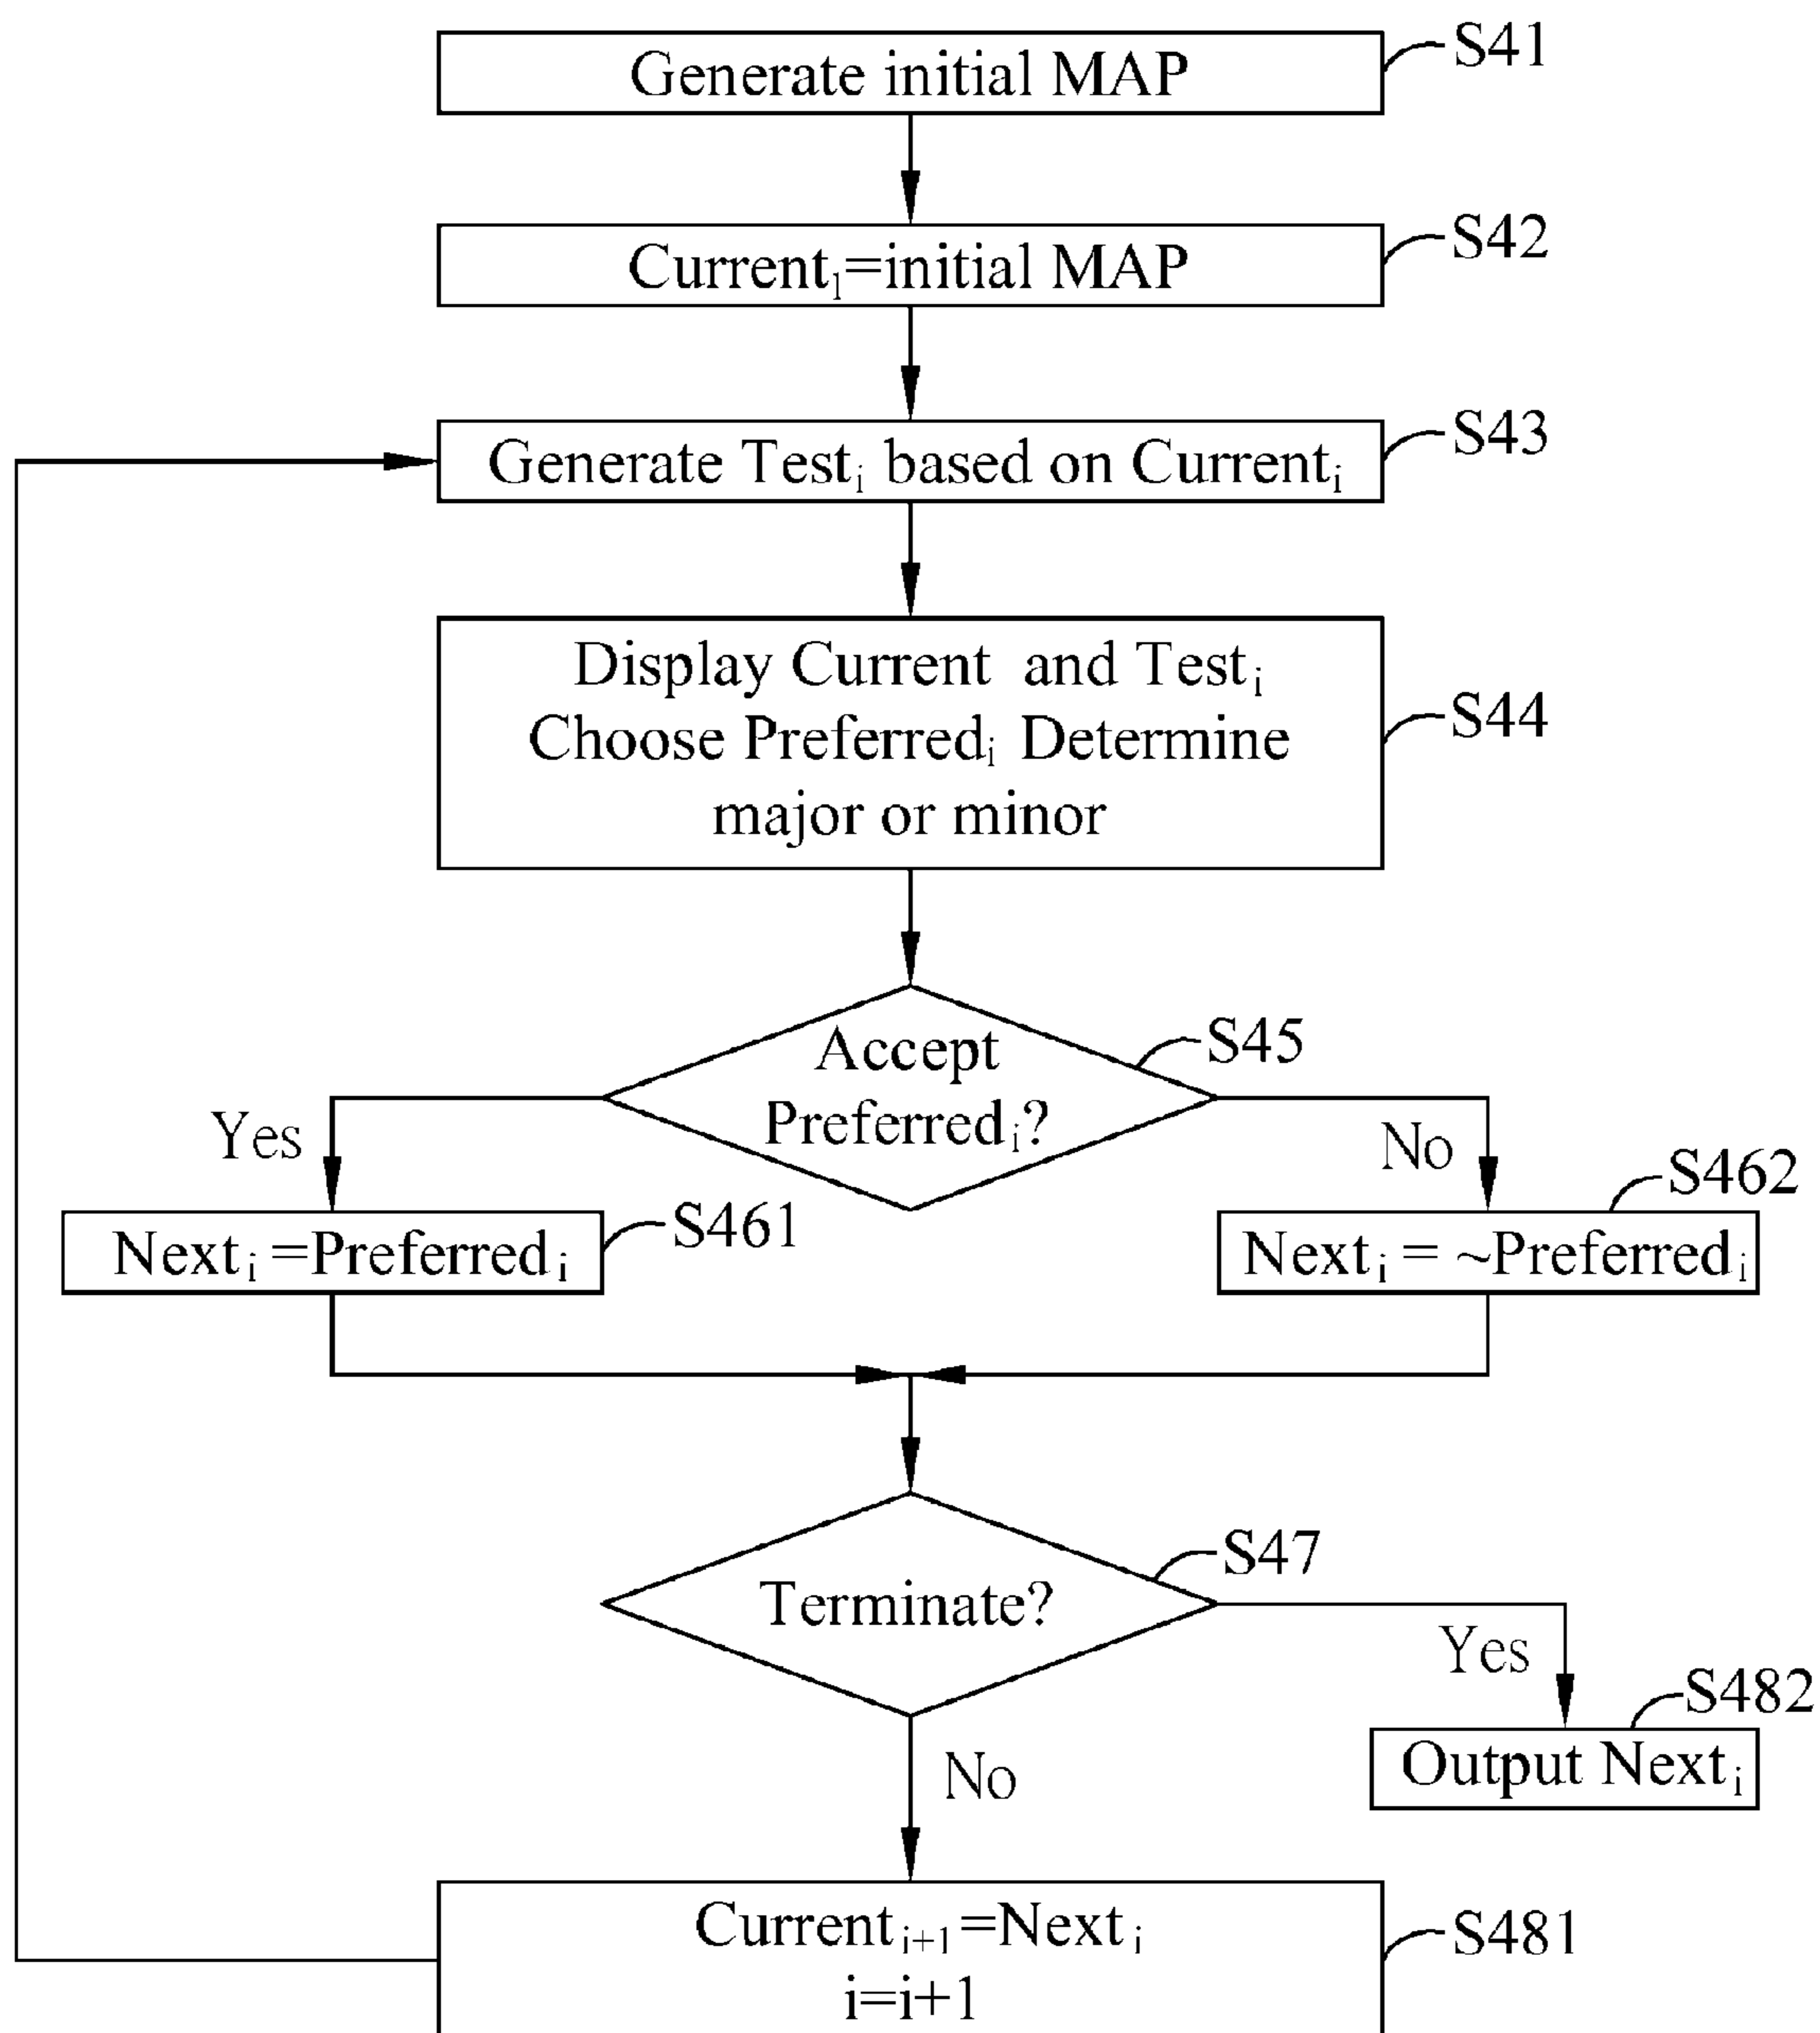 Generate initial MAP
S41
Current₁=initial MAP
S42
Generate Testᵢ based on Currentᵢ
S43
Display Current and Testᵢ
Choose Preferredᵢ Determine
major or minor
S44
Accept
Preferredᵢ?
S45
Yes
No
Nextᵢ=Preferredᵢ
S461
Nextᵢ = ~Preferredᵢ
S462
Terminate?
S47
Yes
No
Output Nextᵢ
S482
Currentᵢ₊₁=Nextᵢ
i=i+1
S481